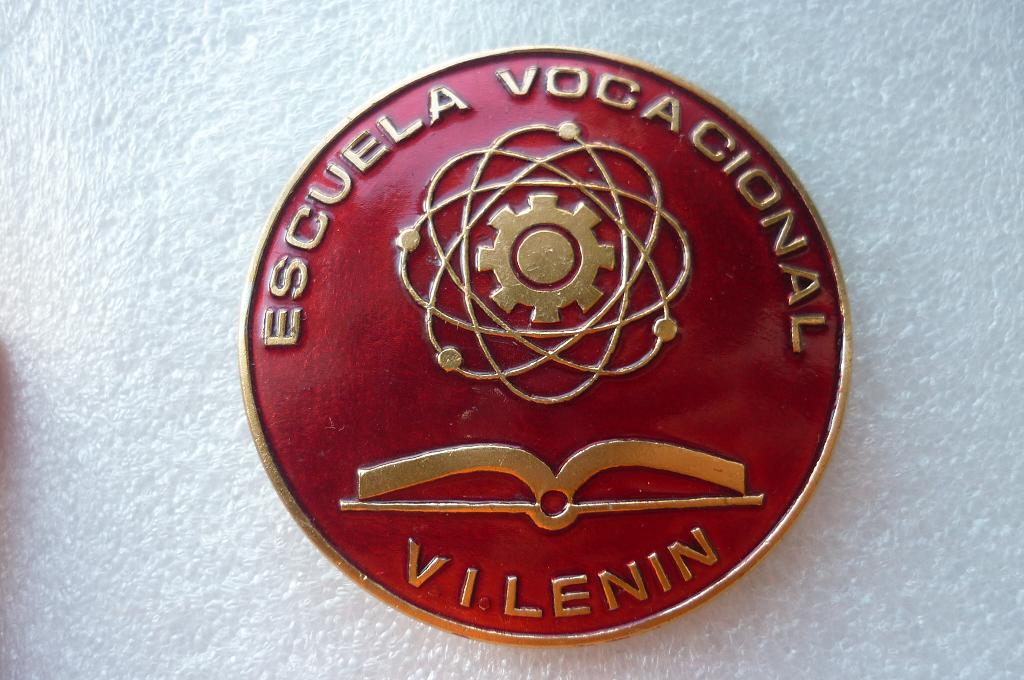 ESCUELA VOCACIONAL
V.I. LENIN